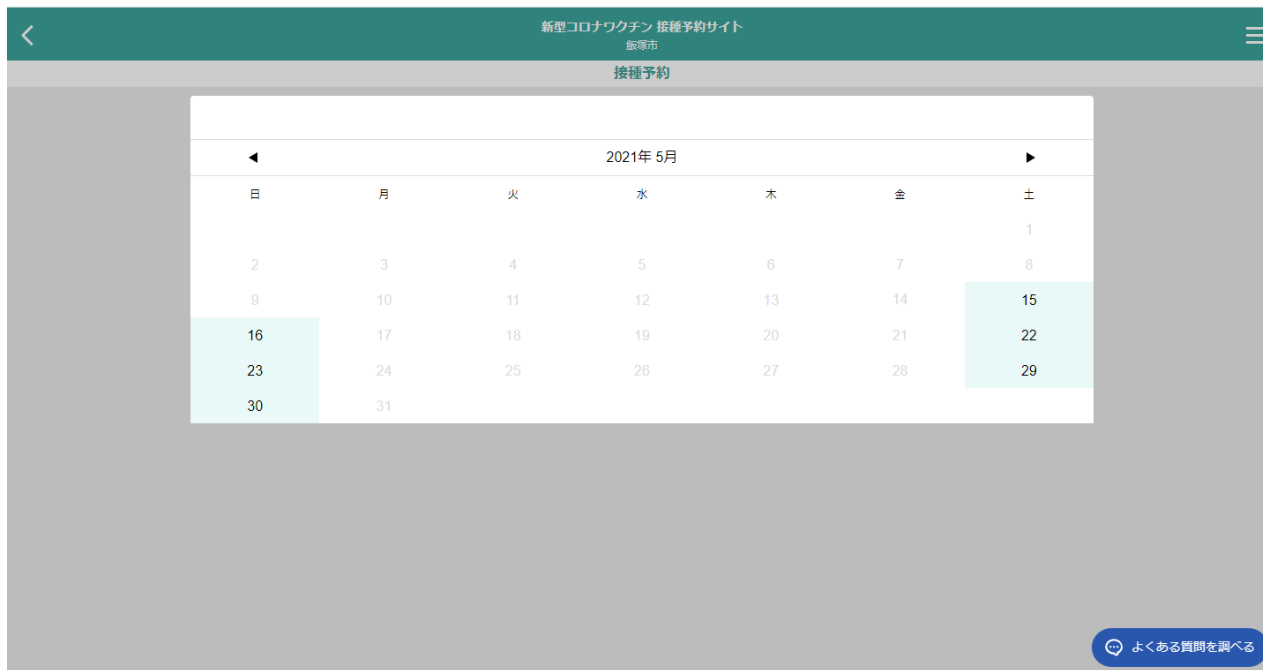 新型コロナワクチン 接種予約サイト
飯塚市
接種予約
◀ 2021年 5月 ▶
日 月 火 水 木 金 土
1
2 3 4 5 6 7 8
9 10 11 12 13 14 15
16 17 18 19 20 21 22
23 24 25 26 27 28 29
30 31
よくある質問を調べる